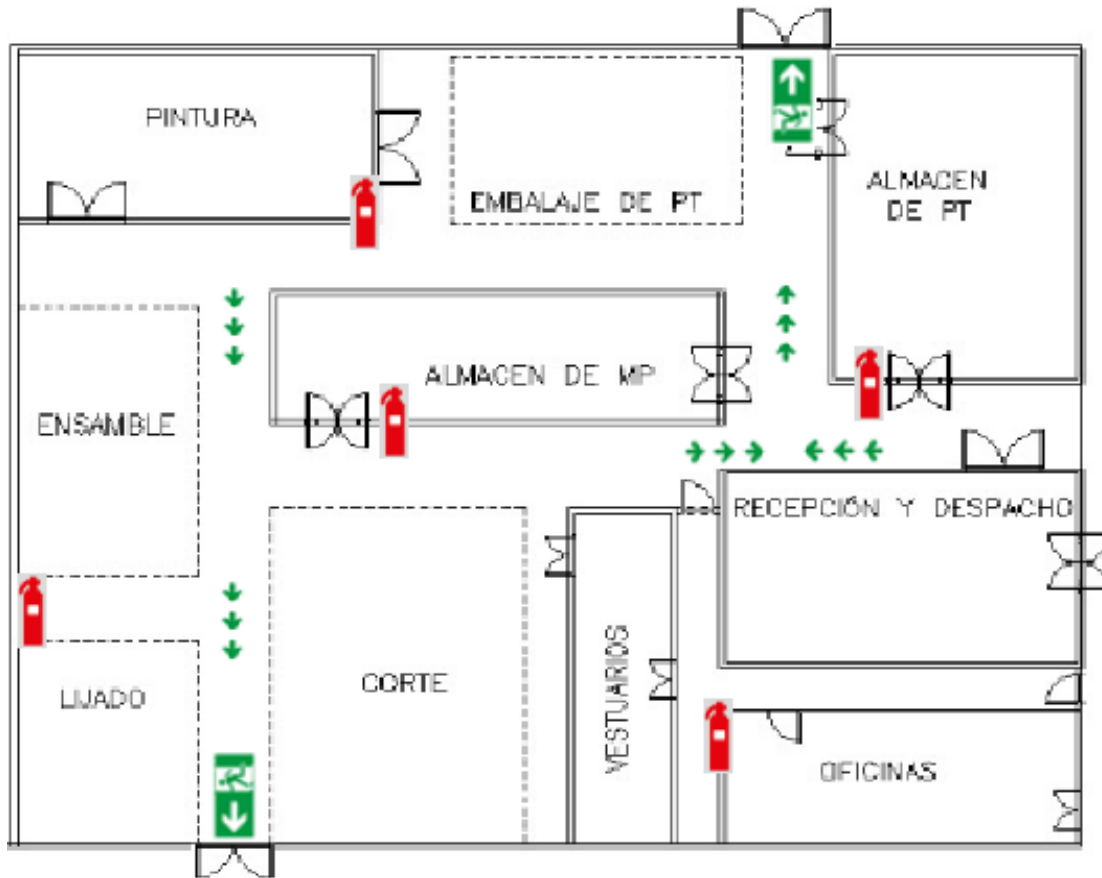 PINTURA
EMBALAJE DE PT
ALMACEN
DE PT
ALMACEN DE MP
ENSAMBLE
RECEPCIÓN Y DESPACHO
LIJADO
CORTE
VESTUARIOS
OFICINAS